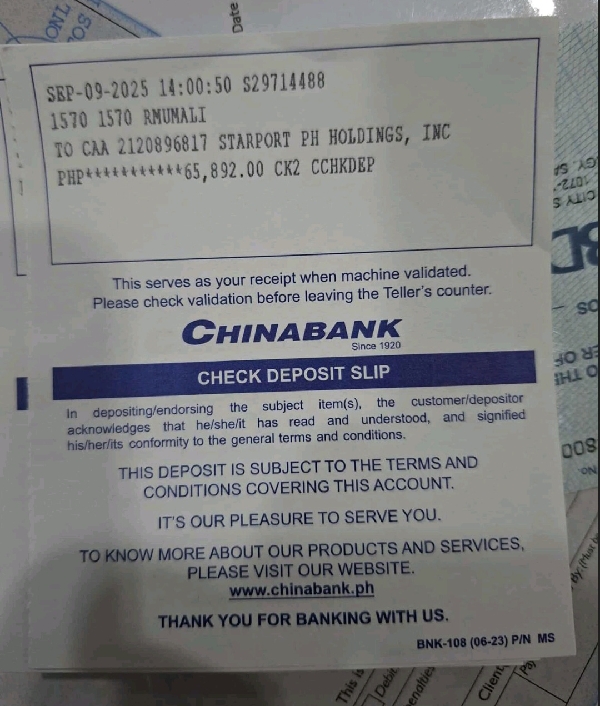 SEP-09-2025 14:00:50 S29714488
1570 1570 RMUMALI
TO CAA 2120896817 STARPORT PH HOLDINGS, INC
PHP***********65,892.00 CK2 CCHKDEP
This serves as your receipt when machine validated.
Please check validation before leaving the Teller's counter.
CHINABANK
Since 1920
CHECK DEPOSIT SLIP
In depositing/endorsing the subject item(s), the customer/depositor
acknowledges that he/she/it has read and understood, and signified
his/her/its conformity to the general terms and conditions.
THIS DEPOSIT IS SUBJECT TO THE TERMS AND
CONDITIONS COVERING THIS ACCOUNT.
IT'S OUR PLEASURE TO SERVE YOU.
TO KNOW MORE ABOUT OUR PRODUCTS AND SERVICES,
PLEASE VISIT OUR WEBSITE.
www.chinabank.ph
THANK YOU FOR BANKING WITH US.
BNK-108 (06-23) P/N MS
Date
This is
Debit
Client